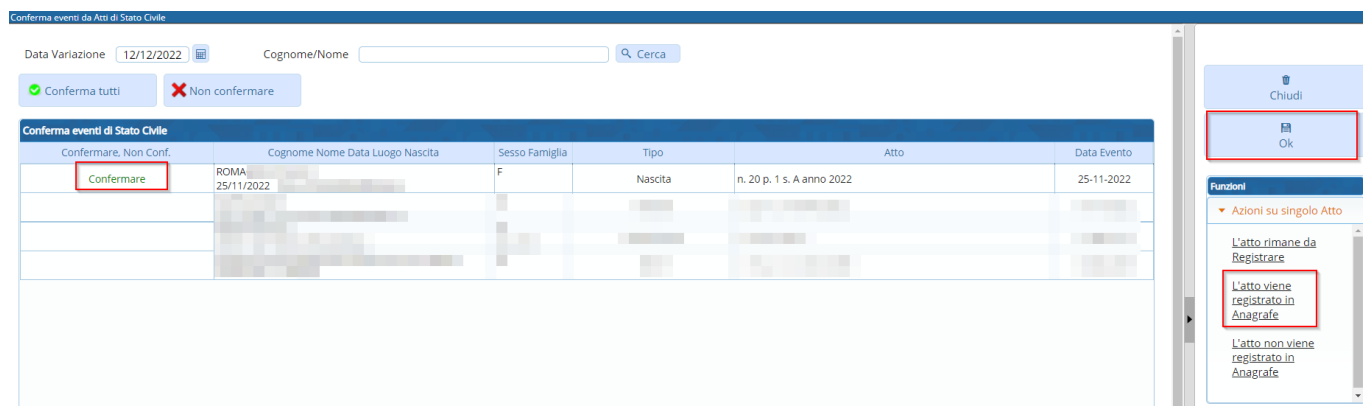 Conferma eventi da Atti di Stato Civile
Data Variazione 12/12/2022 Cognome/Nome Cerca
Conferma tutti Non confermare
Conferma eventi di Stato Civile
Confermare, Non Conf. Cognome Nome Data Luogo Nascita Sesso Famiglia Tipo Atto Data Evento
Confermare ROMA F Nascita n. 20 p. 1 s. A anno 2022 25-11-2022
25/11/2022
Chiudi
Ok
Funzioni
Azioni su singolo Atto
L'atto rimane da
Registrare
L'atto viene
registrato in
Anagrafe
L'atto non viene
registrato in
Anagrafe